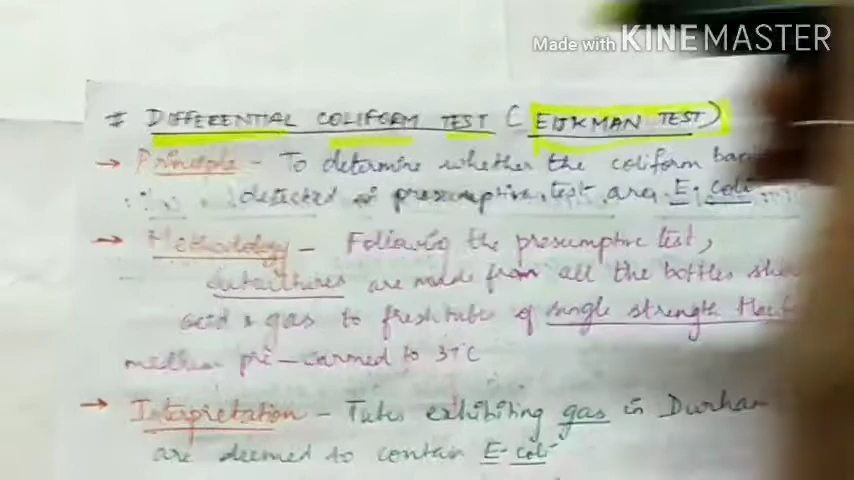 Made with KINEMASTER
# DIFFERENTIAL COLIFORM TEST (EIJKMAN TEST)
→ Principle - To determine whether the coliform
detected in presumptive test are E. coli
→ Methodology - Following the presumptive test,
subcultures are made from all the bottles
acid & gas to fresh tubes of single strength
medium pre-warmed to 37°C
→ Interpretation - Tubes exhibiting gas in
are deemed to contain E. coli